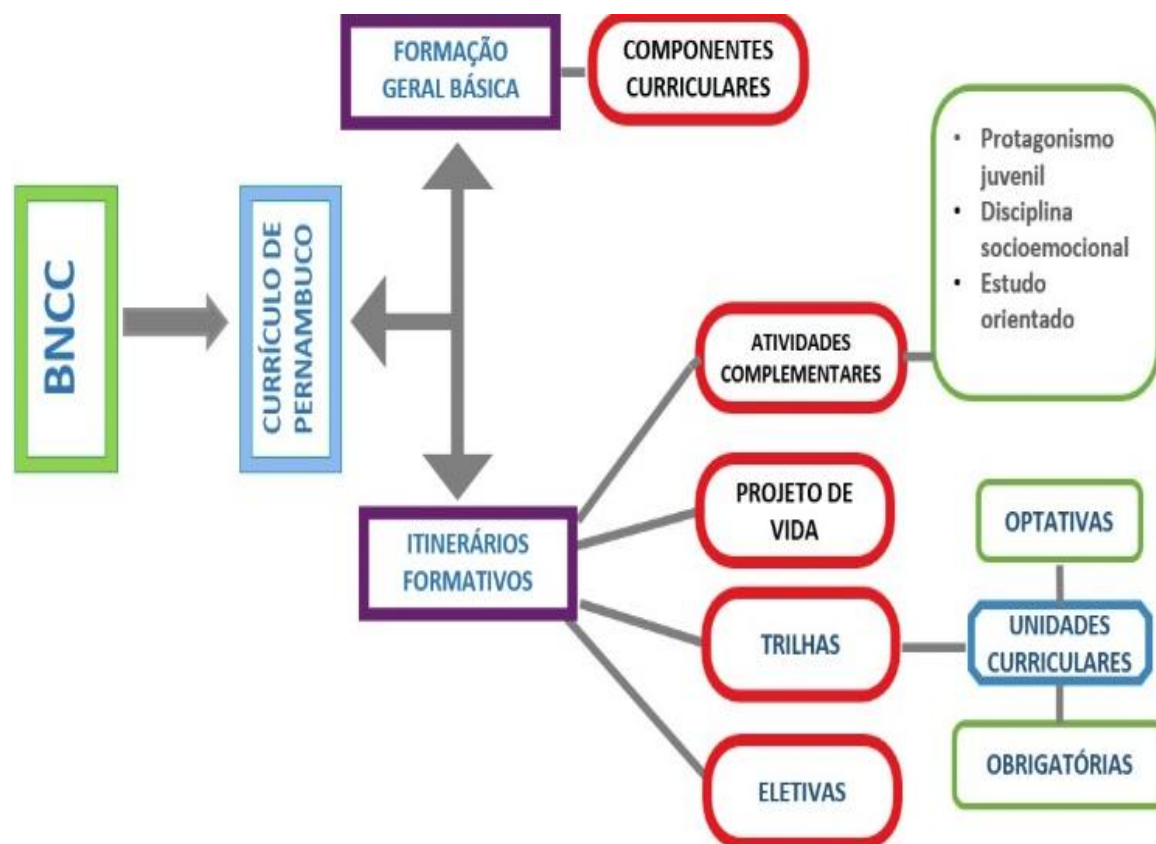 FORMAÇÃO
GERAL BÁSICA
COMPONENTES
CURRICULARES
BNCC
CURRÍCULO DE
PERNAMBUCO
• Protagonismo
juvenil
• Disciplina
socioemocional
• Estudo
orientado
ATIVIDADES
COMPLEMENTARES
ITINERÁRIOS
FORMATIVOS
PROJETO DE
VIDA
OPTATIVAS
TRILHAS
UNIDADES
CURRICULARES
OBRIGATÓRIAS
ELETIVAS